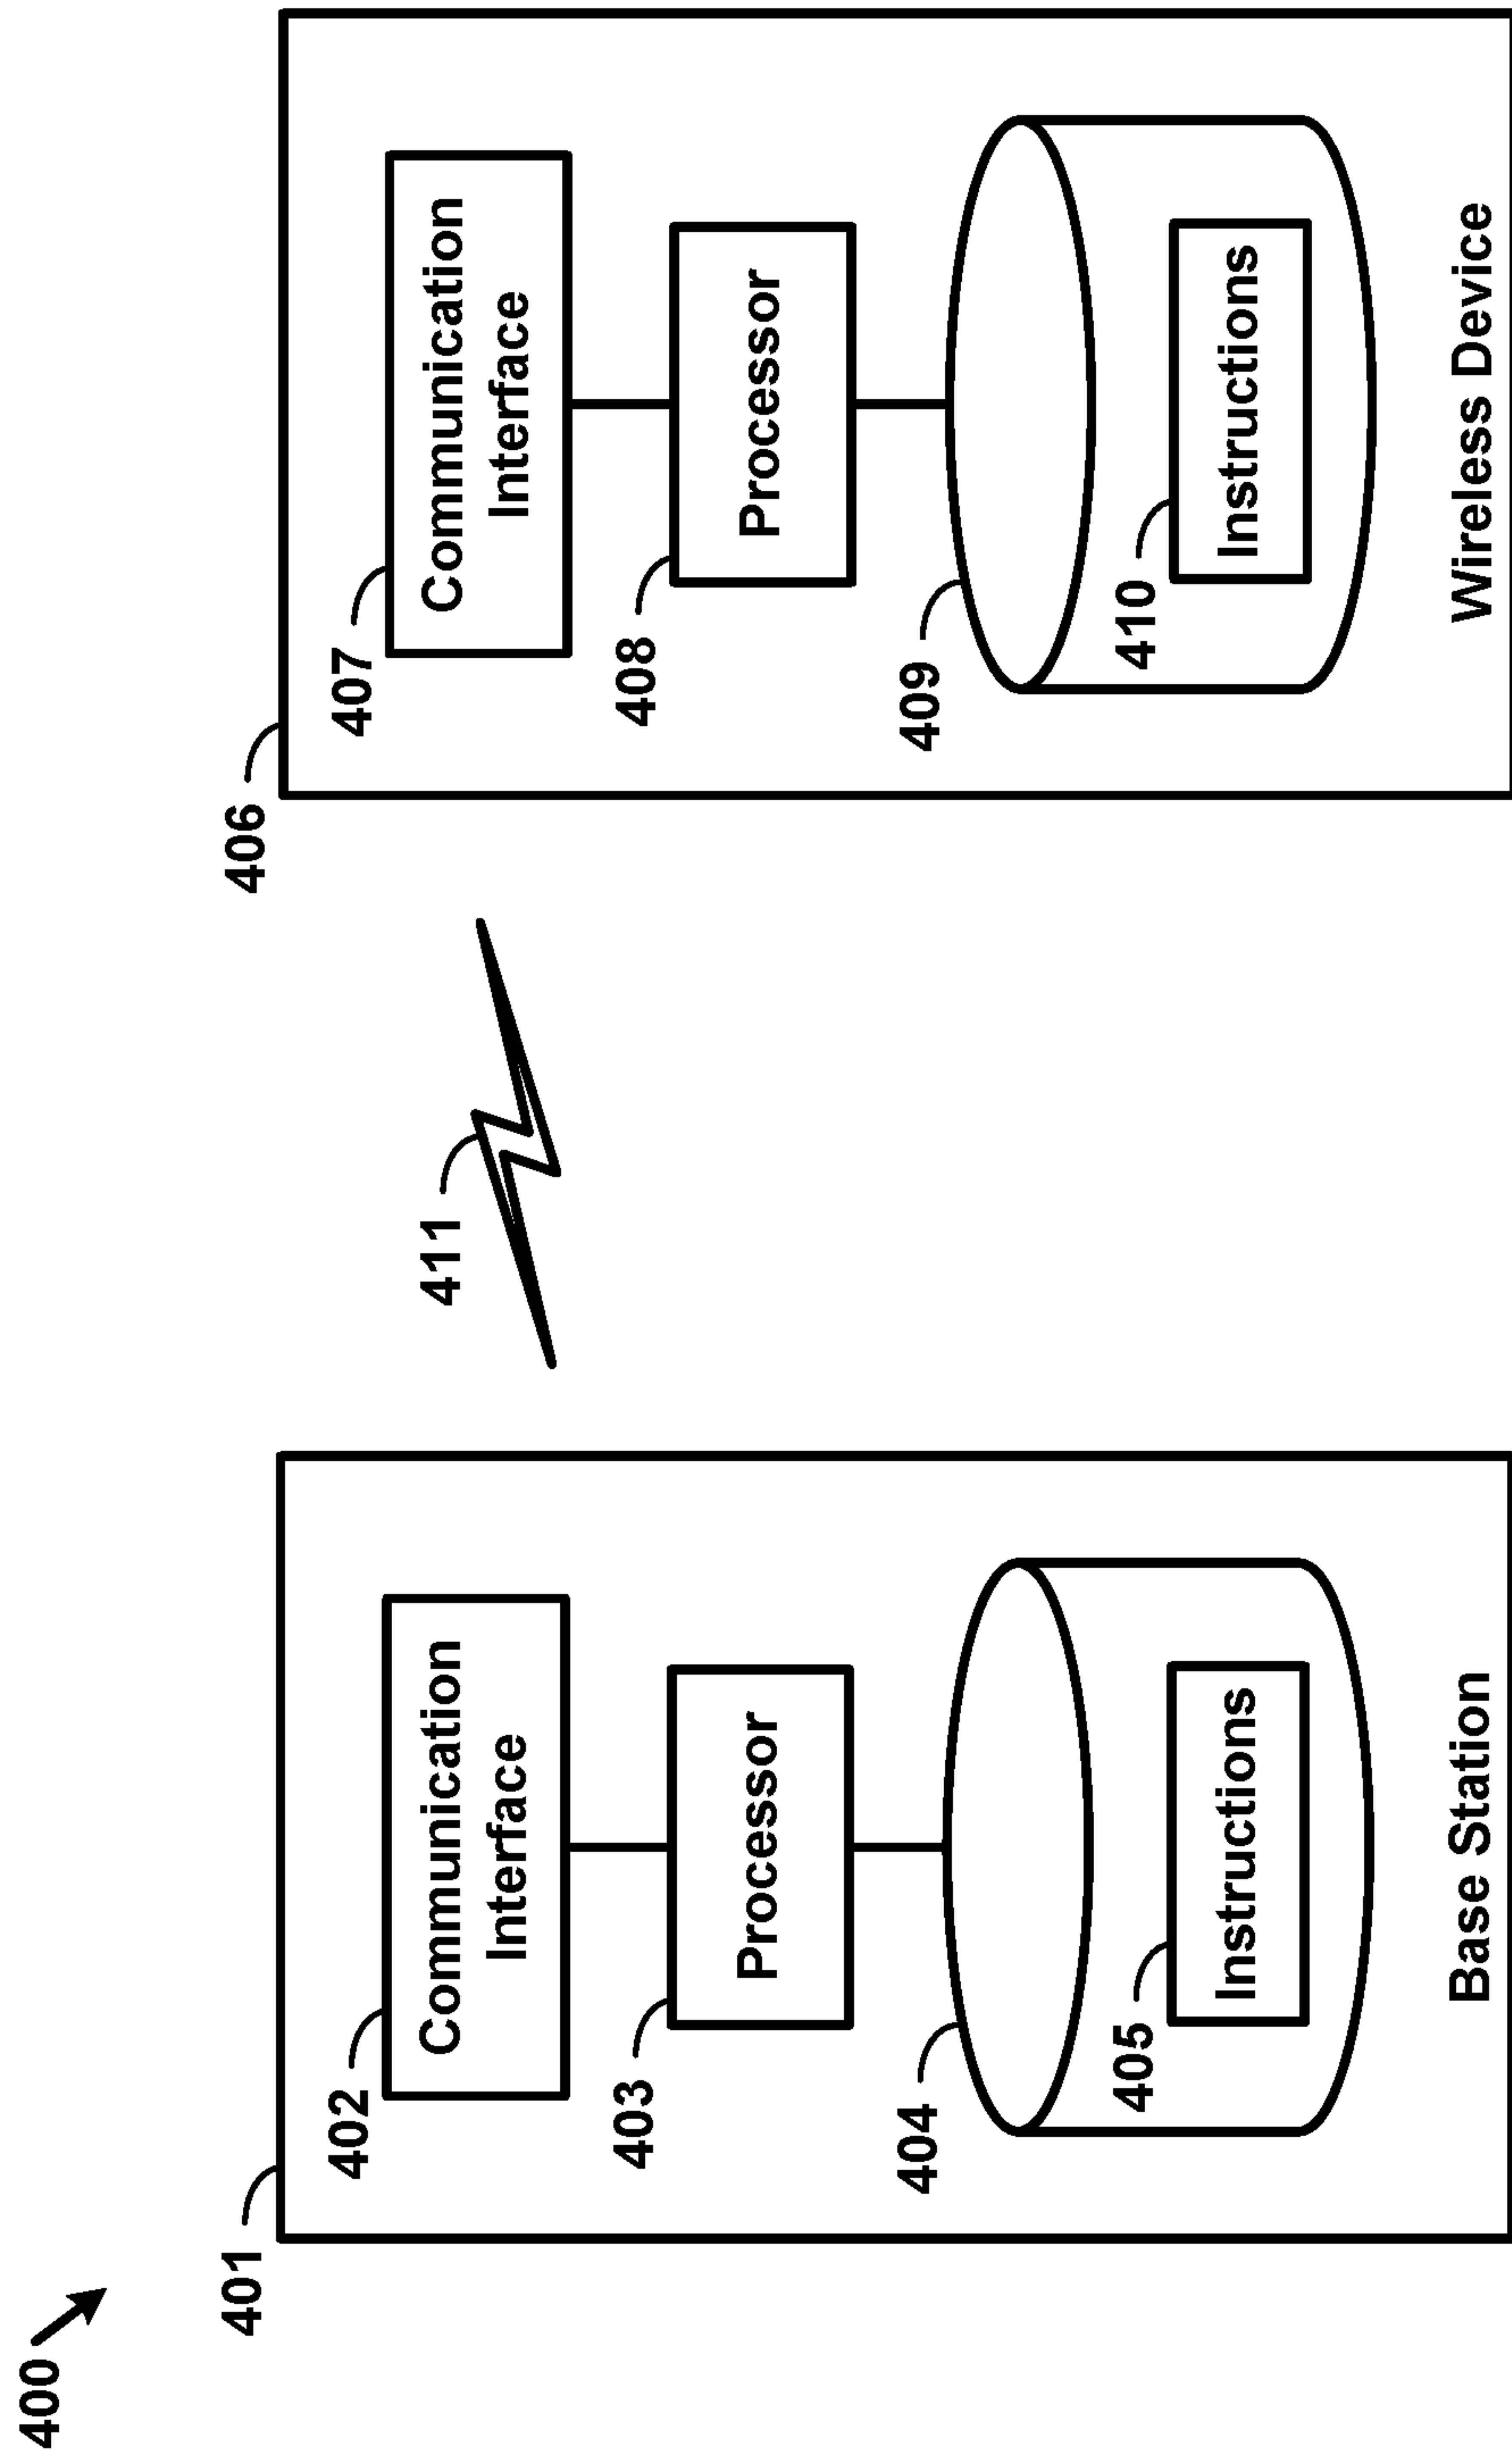 400
401
402
Communication
Interface
403
Processor
404
405
Instructions
Base Station
411
406
407
Communication
Interface
408
Processor
409
410
Instructions
Wireless Device